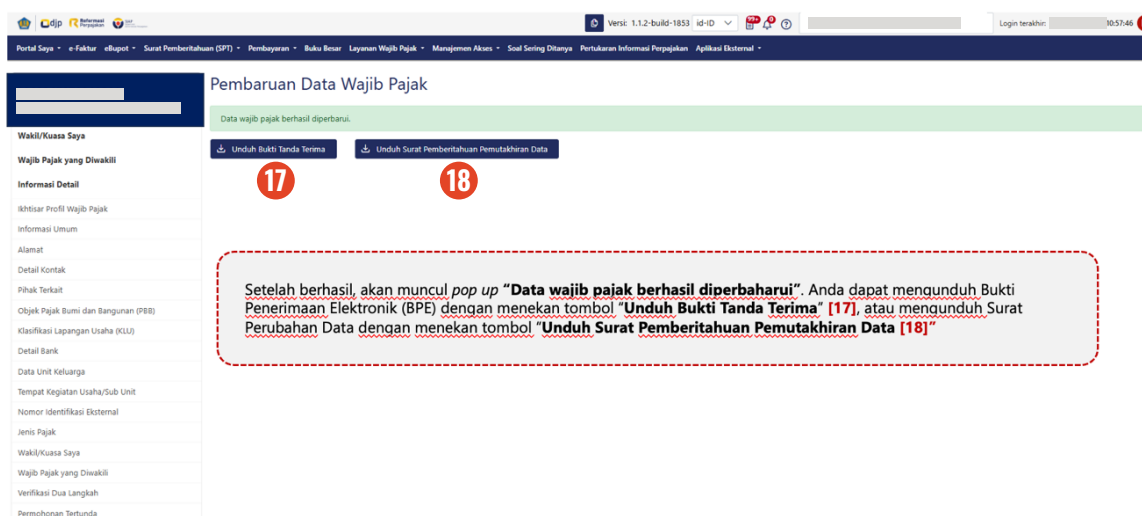 djp Reformasi Perpajakan
Versi: 1.1.2-build-1853 id-ID Login terakhir: 10:57:46
Portal Saya e-Faktur eBupot Surat Pemberitahuan (SPT) Pembayaran Buku Besar Layanan Wajib Pajak Manajemen Akses Soal Sering Ditanya Pertukaran Informasi Perpajakan Aplikasi Eksternal
Pembaruan Data Wajib Pajak
Data wajib pajak berhasil diperbarui.
Unduh Bukti Tanda Terima Unduh Surat Pemberitahuan Pemutakhiran Data
17 18
Wakil/Kuasa Saya
Wajib Pajak yang Diwakili
Informasi Detail
Ikhtisar Profil Wajib Pajak
Informasi Umum
Alamat
Detail Kontak
Pihak Terkait
Objek Pajak Bumi dan Bangunan (PBB)
Klasifikasi Lapangan Usaha (KLU)
Detail Bank
Data Unit Keluarga
Tempat Kegiatan Usaha/Sub Unit
Nomor Identifikasi Eksternal
Jenis Pajak
Wakil/Kuasa Saya
Wajib Pajak yang Diwakili
Verifikasi Dua Langkah
Permohonan Tertunda
Setelah berhasil, akan muncul pop up “Data wajib pajak berhasil diperbaharui”. Anda dapat mengunduh Bukti
Penerimaan Elektronik (BPE) dengan menekan tombol “Unduh Bukti Tanda Terima” [17], atau mengunduh Surat
Perubahan Data dengan menekan tombol “Unduh Surat Pemberitahuan Pemutakhiran Data [18]”